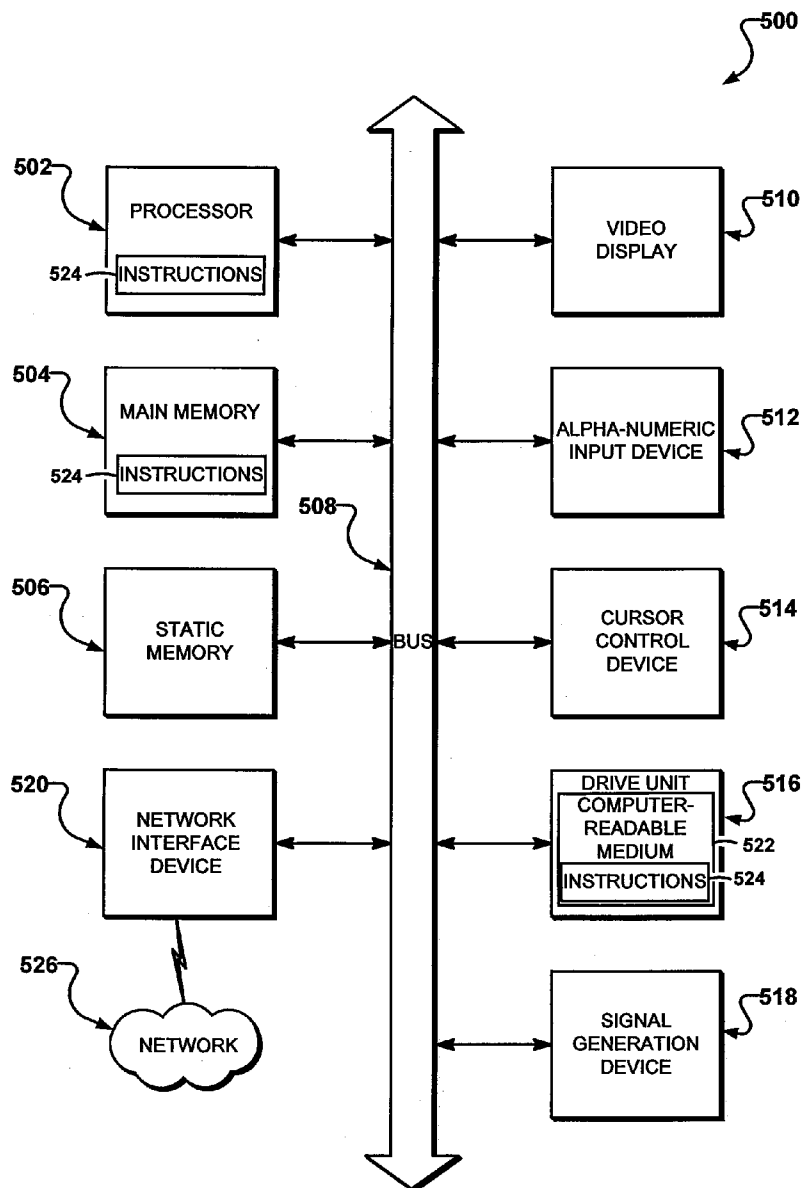 500
502
PROCESSOR
524
INSTRUCTIONS
504
MAIN MEMORY
524
INSTRUCTIONS
508
506
STATIC
MEMORY
520
NETWORK
INTERFACE
DEVICE
526
NETWORK
BUS
510
VIDEO
DISPLAY
512
ALPHA-NUMERIC
INPUT DEVICE
514
CURSOR
CONTROL
DEVICE
516
DRIVE UNIT
COMPUTER-
READABLE
MEDIUM
522
INSTRUCTIONS
524
518
SIGNAL
GENERATION
DEVICE